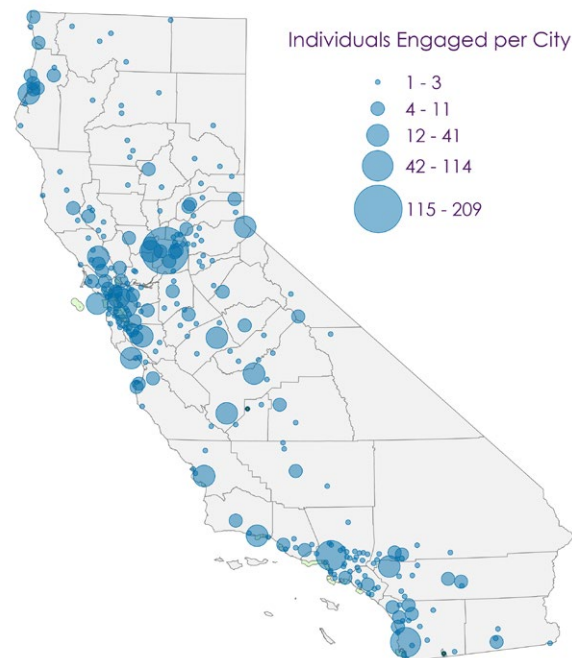 Individuals Engaged per City
1 - 3
4 - 11
12 - 41
42 - 114
115 - 209